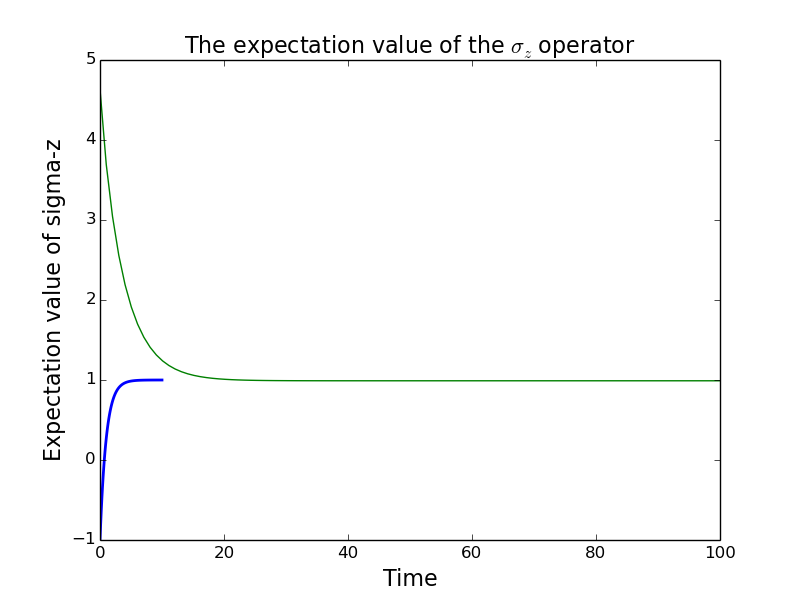 The expectation value of the σz operator
5
4
3
2
1
0
−1
0 20 40 60 80 100
Expectation value of sigma-z
Time